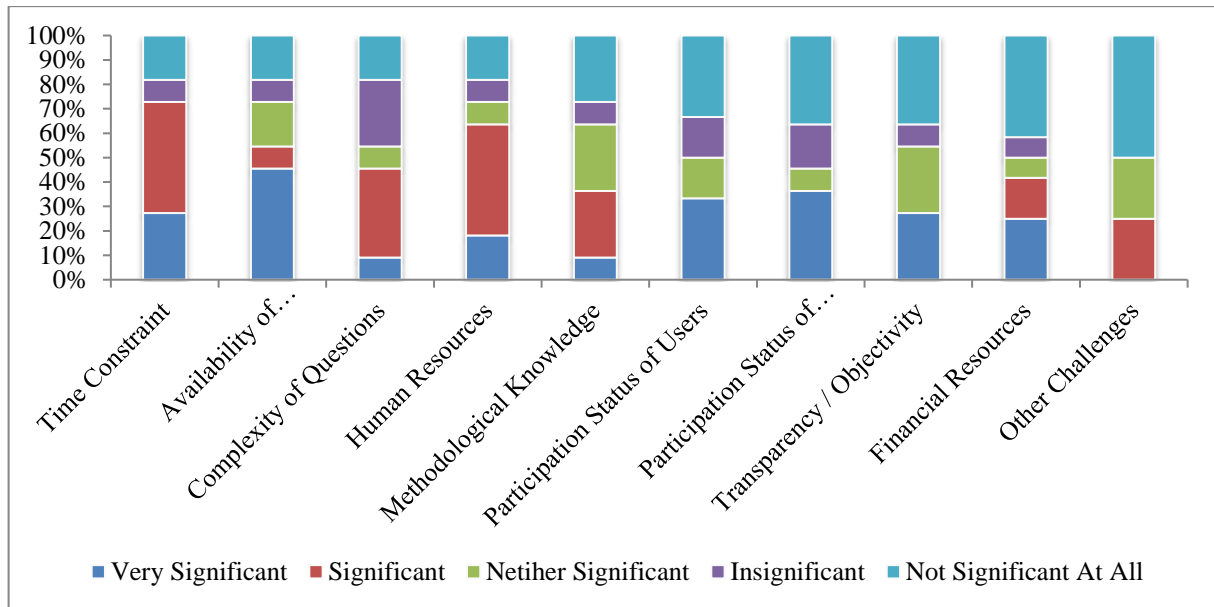 100%
90%
80%
70%
60%
50%
40%
30%
20%
10%
0%
Time Constraint
Availability of…
Complexity of Questions
Human Resources
Methodological Knowledge
Participation Status of Users
Participation Status of…
Transparency / Objectivity
Financial Resources
Other Challenges
Very Significant Significant Netiher Significant Insignificant Not Significant At All